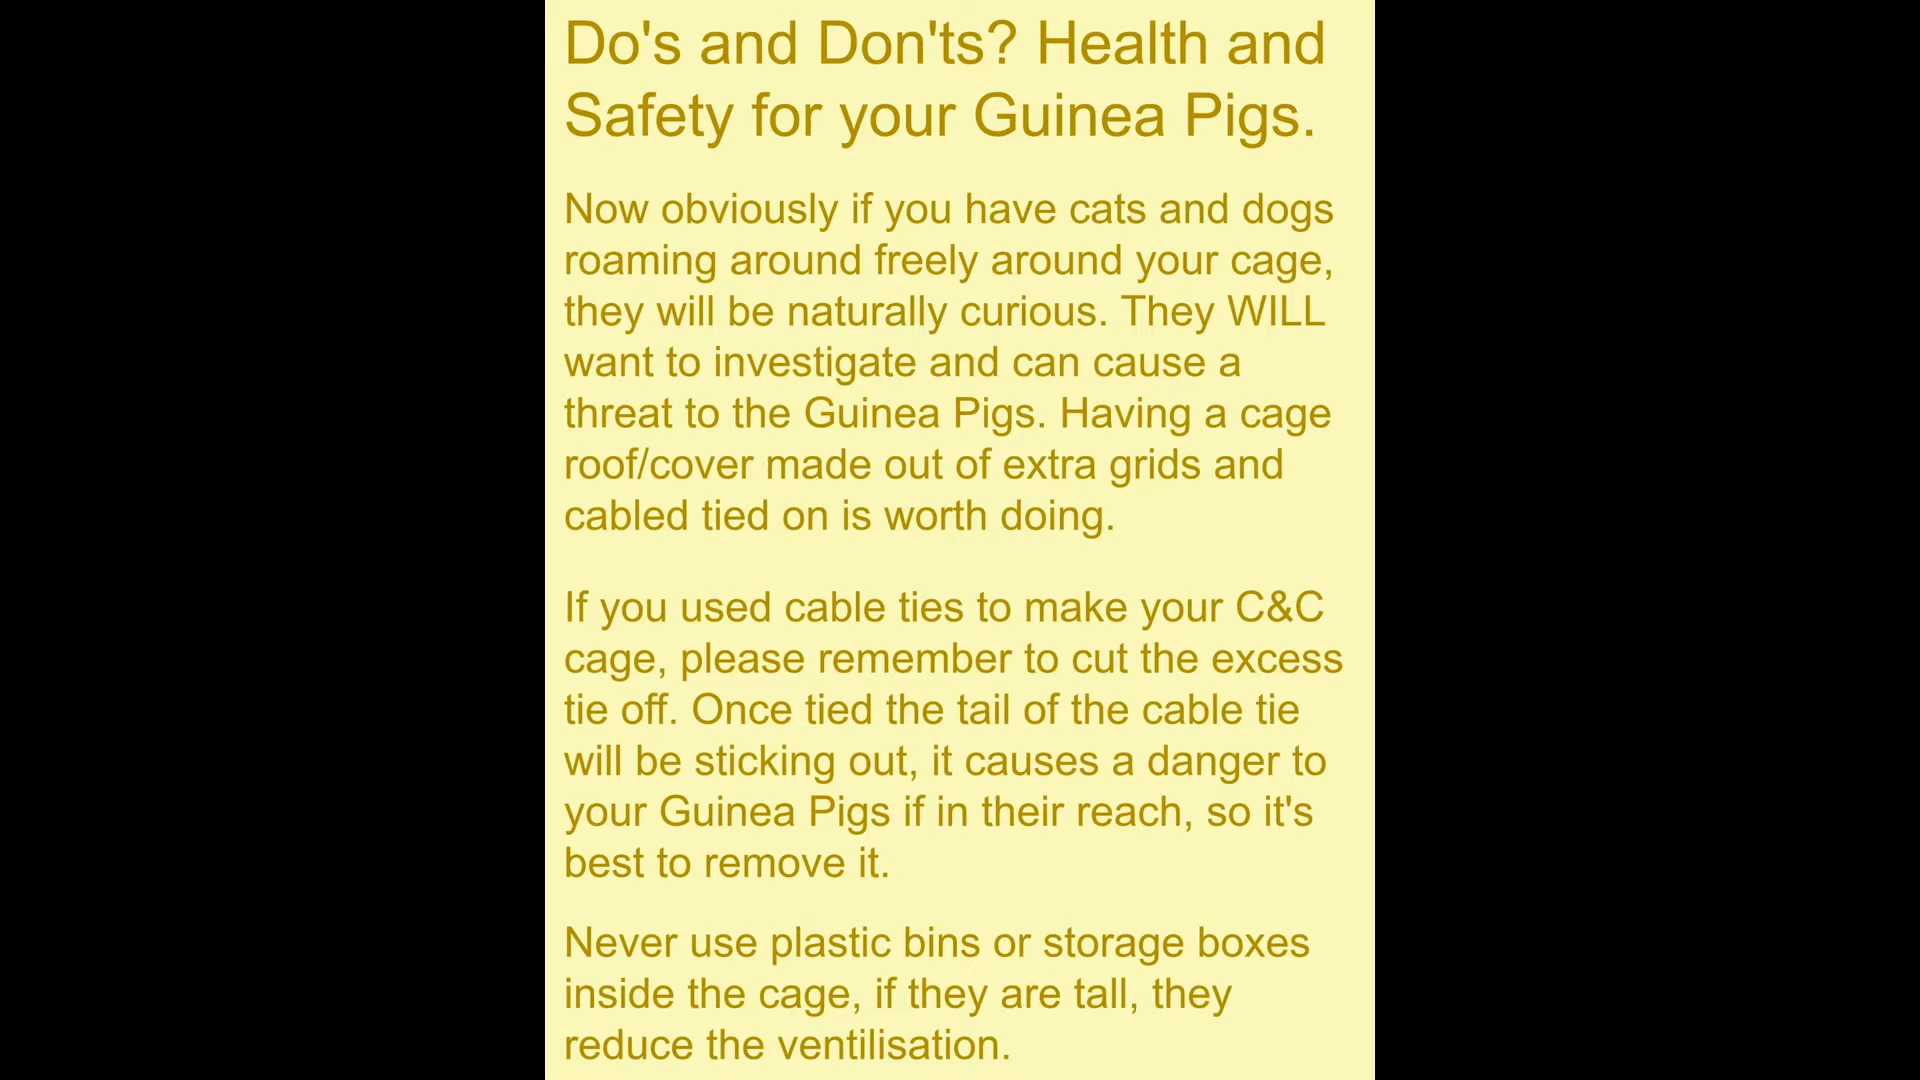 Do's and Don'ts? Health and
Safety for your Guinea Pigs.
Now obviously if you have cats and dogs
roaming around freely around your cage,
they will be naturally curious. They WILL
want to investigate and can cause a
threat to the Guinea Pigs. Having a cage
roof/cover made out of extra grids and
cabled tied on is worth doing.
If you used cable ties to make your C&C
cage, please remember to cut the excess
tie off. Once tied the tail of the cable tie
will be sticking out, it causes a danger to
your Guinea Pigs if in their reach, so it's
best to remove it.
Never use plastic bins or storage boxes
inside the cage, if they are tall, they
reduce the ventilisation.